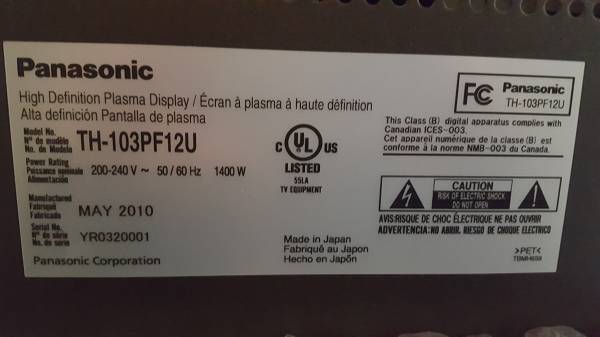 Panasonic
High Definition Plasma Display / Écran à plasma à haute définition
Alta definición Pantalla de plasma
Model No.
N° de modèle TH-103PF12U
No. de Modelo
Power Rating
Puissance nominale 200-240 V ~ 50 / 60 Hz 1400 W
Alimentación
Manufactured
Fabriqué MAY 2010
Fabricado
Serial No.
N° de série YR0320001
No. de serie
Panasonic Corporation
C UL US
LISTED
55LA
TV EQUIPMENT
Made in Japan
Fabriqué au Japon
Hecho en Japón
FC Panasonic
TH-103PF12U
This Class (B) digital apparatus complies with
Canadian ICES-003.
Cet appareil numérique de la classe (B) est
conforme à la norme NMB-003 du Canada.
CAUTION
RISK OF ELECTRIC SHOCK
DO NOT OPEN
AVIS:RISQUE DE CHOC ÉLECTRIQUE NE PAS OUVRIR
ADVERTENCIA:NO ABRIR. RIESGO DE CHOQUE ELECTRICO
>PET<